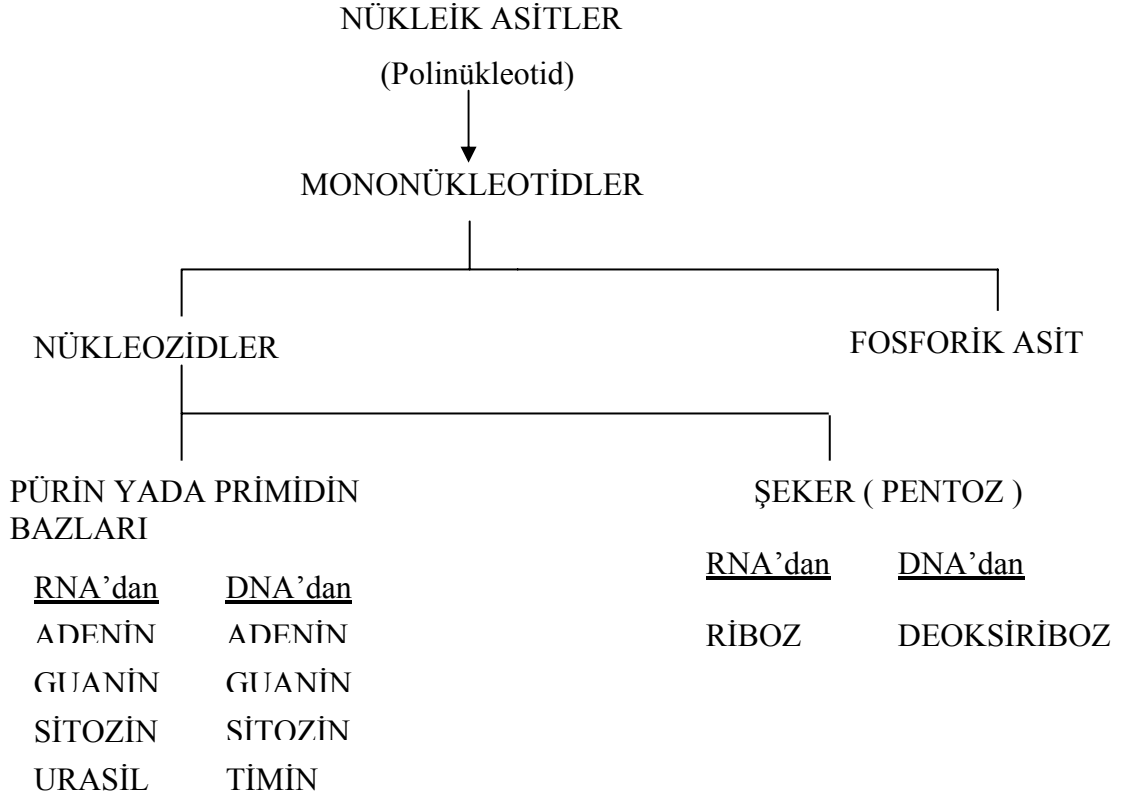 NÜKLEİK ASİTLER
(Polinükleotid)
MONONÜKLEOTİDLER
NÜKLEOZİDLER
FOSFORİK ASİT
PÜRİN YADA PRİMİDİN
BAZLARI
RNA’dan DNA’dan
ADENİN ADENİN
GUANİN GUANİN
SİTOZİN SİTOZİN
URASİL TİMİN
ŞEKER ( PENTOZ )
RNA’dan DNA’dan
RİBOZ DEOKSİRİBOZ